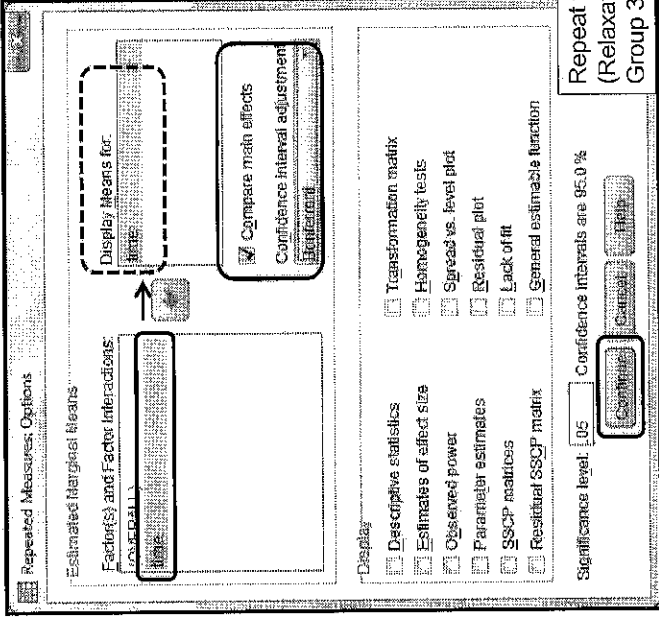 Repeated Measures: Options
Estimated Marginal Means
Factor(s) and Factor Interactions:
(OVERALL)
time
Display Means for:
time
Compare main effects
Confidence interval adjustment
Bonferroni
Display
Descriptive statistics
Estimates of effect size
Observed power
Parameter estimates
SSCP matrices
Residual SSCP matrix
Transformation matrix
Homogeneity tests
Spread vs. level plot
Residual plot
Lack of fit
General estimable function
Significance level: .05 Confidence intervals are 95.0 %
Continue Cancel Help
Repeat
(Relaxa
Group 3